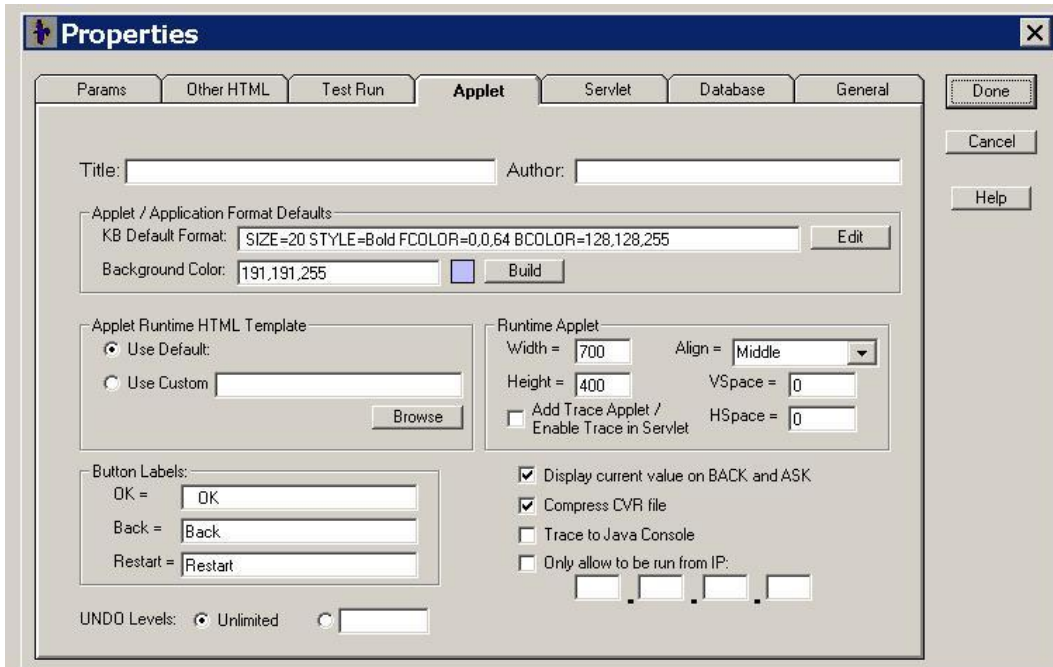 Properties
Params Other HTML Test Run Applet Servlet Database General Done
Cancel
Help
Title: Author:
Applet / Application Format Defaults
KB Default Format: SIZE=20 STYLE=Bold FCOLOR=0,0,64 BCOLOR=128,128,255 Edit
Background Color: 191,191,255 Build
Applet Runtime HTML Template
Use Default:
Use Custom
Browse
Runtime Applet
Width = 700 Align = Middle
Height = 400 VSpace = 0
Add Trace Applet / HSpace = 0
Enable Trace in Servlet
Button Labels:
OK = OK
Back = Back
Restart = Restart
Display current value on BACK and ASK
Compress CVR file
Trace to Java Console
Only allow to be run from IP:
. . .
UNDO Levels: Unlimited